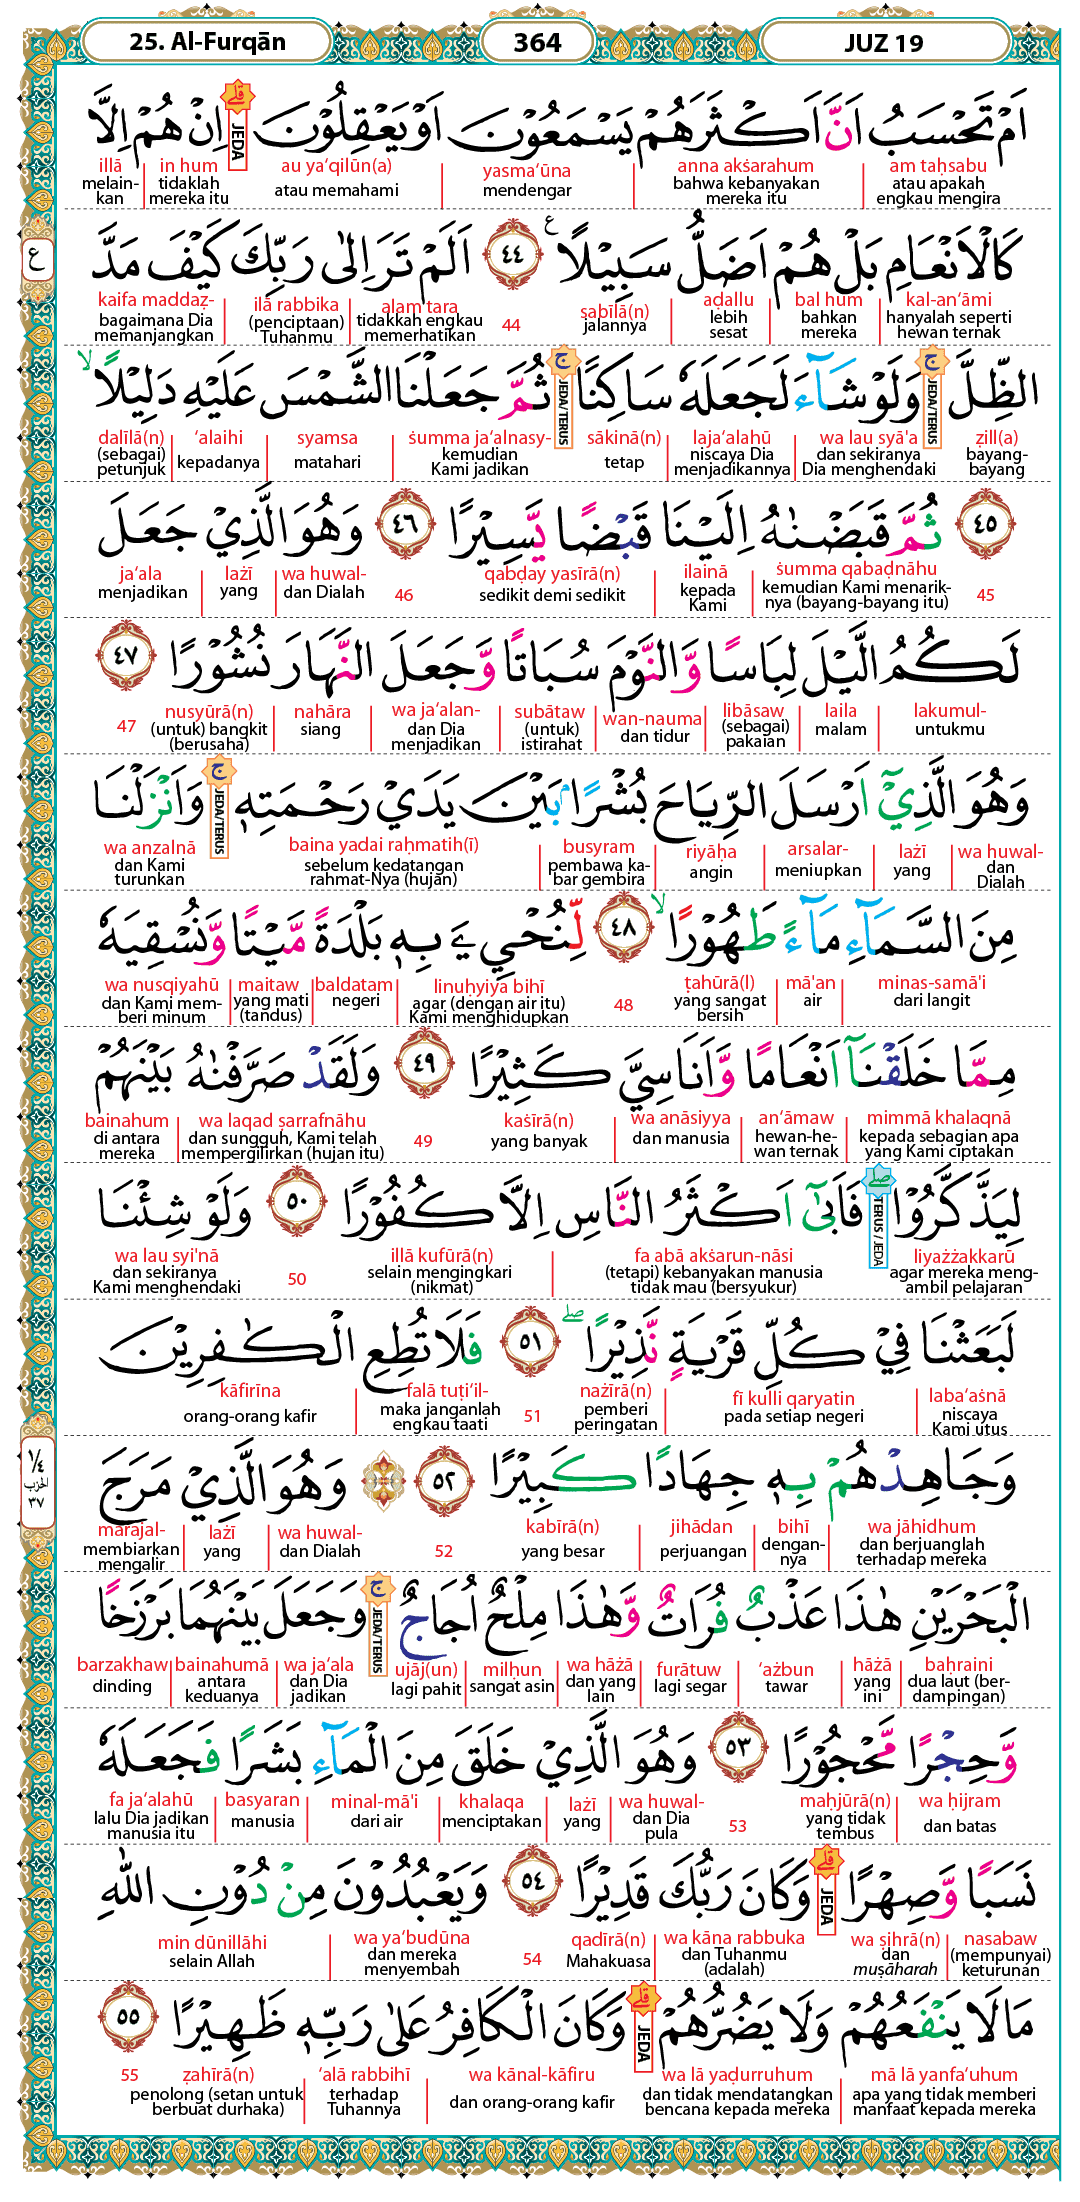 25. Al-Furqān
364
JUZ 19
اَمْ تَحْسَبُ اَنَّ اَكْثَرَهُمْ يَسْمَعُوْنَ اَوْ يَعْقِلُوْنَ ۗ اِنْ هُمْ اِلَّا
JEDA
am taḥsabu anna akṡarahum yasma‘ūna au ya‘qilūn(a) in hum illā
atau apakah engkau mengira bahwa kebanyakan mereka itu mendengar atau memahami tidaklah mereka itu melain-kan
كَالْاَنْعَامِ بَلْ هُمْ اَضَلُّ سَبِيْلًا ࣖ ٤٤ اَلَمْ تَرَ اِلٰى رَبِّكَ كَيْفَ مَدَّ
ع
kal-an‘āmi bal hum aḍallu sabīlā(n) 44 alam tara ilā rabbika kaifa maddaẓ-
hanyalah seperti hewan ternak bahkan mereka lebih sesat jalannya tidakkah engkau memerhatikan (penciptaan) Tuhanmu bagaimana Dia memanjangkan
الظِّلَّ ۚ وَلَوْ شَاۤءَ لَجَعَلَهٗ سَاكِنًا ۚ ثُمَّ جَعَلْنَا الشَّمْسَ عَلَيْهِ دَلِيْلًا ۙ
JEDA/TERUS JEDA/TERUS
ẓill(a) wa lau syā'a laja‘alahū sākinā(n) ṡumma ja‘alnasy- syamsa ‘alaihi dalīlā(n)
bayang-bayang dan sekiranya Dia menghendaki niscaya Dia menjadikannya tetap kemudian Kami jadikan matahari kepadanya (sebagai) petunjuk
٤٥ ثُمَّ قَبَضْنٰهُ اِلَيْنَا قَبْضًا يَّسِيْرًا ٤٦ وَهُوَ الَّذِيْ جَعَلَ
45 ṡumma qabaḍnāhu ilainā qabḍay yasīrā(n) 46 wa huwal- lażī ja‘ala
kemudian Kami menarik-nya (bayang-bayang itu) kepada Kami sedikit demi sedikit dan Dialah yang menjadikan
لَكُمُ الَّيْلَ لِبَاسًا وَّالنَّوْمَ سُبَاتًا وَّجَعَلَ النَّهَارَ نُشُوْرًا ٤٧
lakumul- laila libāsaw wan-nauma subātaw wa ja‘alan- nahāra nusyūrā(n) 47
untukmu malam (sebagai) pakaian dan tidur (untuk) istirahat dan Dia menjadikan siang (untuk) bangkit (berusaha)
وَهُوَ الَّذِيْٓ اَرْسَلَ الرِّيَاحَ بُشْرًاۢ بَيْنَ يَدَيْ رَحْمَتِهٖ ۚ وَاَنْزَلْنَا
JEDA/TERUS
wa huwal- lażī arsalar- riyāḥa busyram baina yadai raḥmatih(ī) wa anzalnā
dan Dialah yang meniupkan angin pembawa ka-bar gembira sebelum kedatangan rahmat-Nya (hujan) dan Kami turunkan
مِنَ السَّمَاۤءِ مَاۤءً طَهُوْرًا ۙ ٤٨ لِّنُحْيِ َۧ بِهٖ بَلْدَةً مَّيْتًا وَّنُسْقِيَهٗ
minas-samā'i mā'an ṭahūrā(l) 48 linuḥyiya bihī baldatam maitaw wa nusqiyahū
dari langit air yang sangat bersih agar (dengan air itu) Kami menghidupkan negeri yang mati (tandus) dan Kami mem-beri minum
مِمَّا خَلَقْنَآ اَنْعَامًا وَّاَنَاسِيَّ كَثِيْرًا ٤٩ وَلَقَدْ صَرَّفْنٰهُ بَيْنَهُمْ
mimmā khalaqnā an‘āmaw wa anāsiyya kaṡīrā(n) 49 wa laqad ṣarrafnāhu bainahum
kepada sebagian apa yang Kami ciptakan hewan-he-wan ternak dan manusia yang banyak dan sungguh, Kami telah mempergilirkan (hujan itu) di antara mereka
لِيَذَّكَّرُوْا ۖ فَاَبٰىٓ اَكْثَرُ النَّاسِ اِلَّا كُفُوْرًا ٥٠ وَلَوْ شِئْنَا
TERUS / JEDA
liyażżakkarū fa abā akṡarun-nāsi illā kufūrā(n) 50 wa lau syi'nā
agar mereka meng-ambil pelajaran (tetapi) kebanyakan manusia tidak mau (bersyukur) selain mengingkari (nikmat) dan sekiranya Kami menghendaki
لَبَعَثْنَا فِيْ كُلِّ قَرْيَةٍ نَّذِيْرًا ۖ ٥١ فَلَا تُطِعِ الْكٰفِرِيْنَ
laba‘aṡnā fī kulli qaryatin nażīrā(n) 51 falā tuṭi‘il- kāfirīna
niscaya Kami utus pada setiap negeri pemberi peringatan maka janganlah engkau taati orang-orang kafir
وَجَاهِدْهُمْ بِهٖ جِهَادًا كَبِيْرًا ٥٢ ۞ وَهُوَ الَّذِيْ مَرَجَ
١/٤ الحزب ٣٧
wa jāhidhum bihī jihādan kabīrā(n) 52 wa huwal- lażī marajal-
dan berjuanglah terhadap mereka dengan-nya perjuangan yang besar dan Dialah yang membiarkan mengalir
الْبَحْرَيْنِ هٰذَا عَذْبٌ فُرَاتٌ وَّهٰذَا مِلْحٌ اُجَاجٌ ۚ وَجَعَلَ بَيْنَهُمَا بَرْزَخًا
JEDA/TERUS
baḥraini hāżā ‘ażbun furātuw wa hāżā milḥun ujāj(un) wa ja‘ala bainahumā barzakhaw
dua laut (ber-dampingan) yang ini tawar lagi segar dan yang lain sangat asin lagi pahit dan Dia jadikan antara keduanya dinding
وَّحِجْرًا مَّحْجُوْرًا ٥٣ وَهُوَ الَّذِيْ خَلَقَ مِنَ الْمَاۤءِ بَشَرًا فَجَعَلَهٗ
wa ḥijram maḥjūrā(n) 53 wa huwal- lażī khalaqa minal-mā'i basyaran fa ja‘alahū
dan batas yang tidak tembus dan Dia pula yang menciptakan dari air manusia lalu Dia jadikan manusia itu
نَسَبًا وَّصِهْرًا ۗ وَكَانَ رَبُّكَ قَدِيْرًا ٥٤ وَيَعْبُدُوْنَ مِنْ دُوْنِ اللّٰهِ
JEDA
nasabaw wa ṣihrā(n) wa kāna rabbuka qadīrā(n) 54 wa ya‘budūna min dūnillāhi
(mempunyai) keturunan dan muṣāharah dan Tuhanmu (adalah) Mahakuasa dan mereka menyembah selain Allah
مَا لَا يَنْفَعُهُمْ وَلَا يَضُرُّهُمْ ۗ وَكَانَ الْكَافِرُ عَلٰى رَبِّهٖ ظَهِيْرًا ٥٥
JEDA
mā lā yanfa‘uhum wa lā yaḍurruhum wa kānal-kāfiru ‘alā rabbihī ẓahīrā(n) 55
apa yang tidak memberi manfaat kepada mereka dan tidak mendatangkan bencana kepada mereka dan orang-orang kafir terhadap Tuhannya penolong (setan untuk berbuat durhaka)